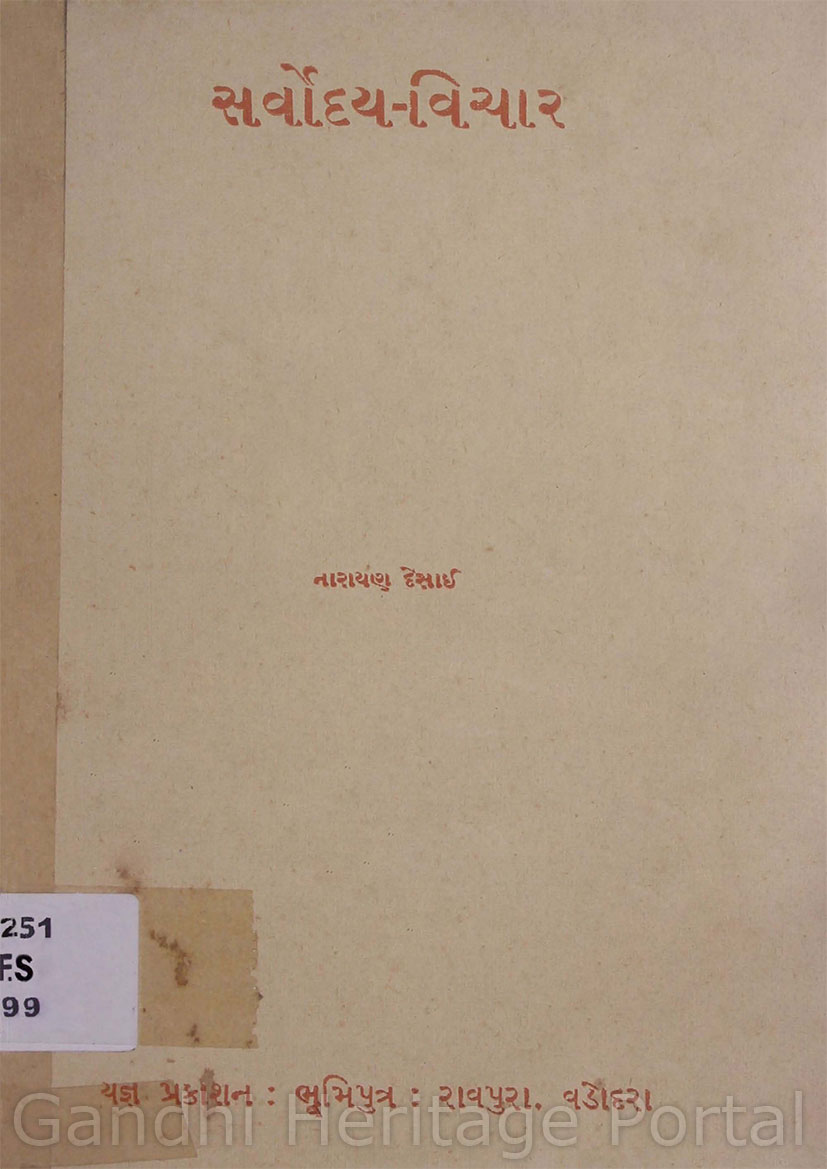 સર્વોદય-વિચાર
નારાયણ દેસાઈ
251
F.S
99
યજ્ઞ પ્રકાશન : ભૂમિપુત્ર : રાવપુરા, વડોદરા
Gandhi Heritage Portal